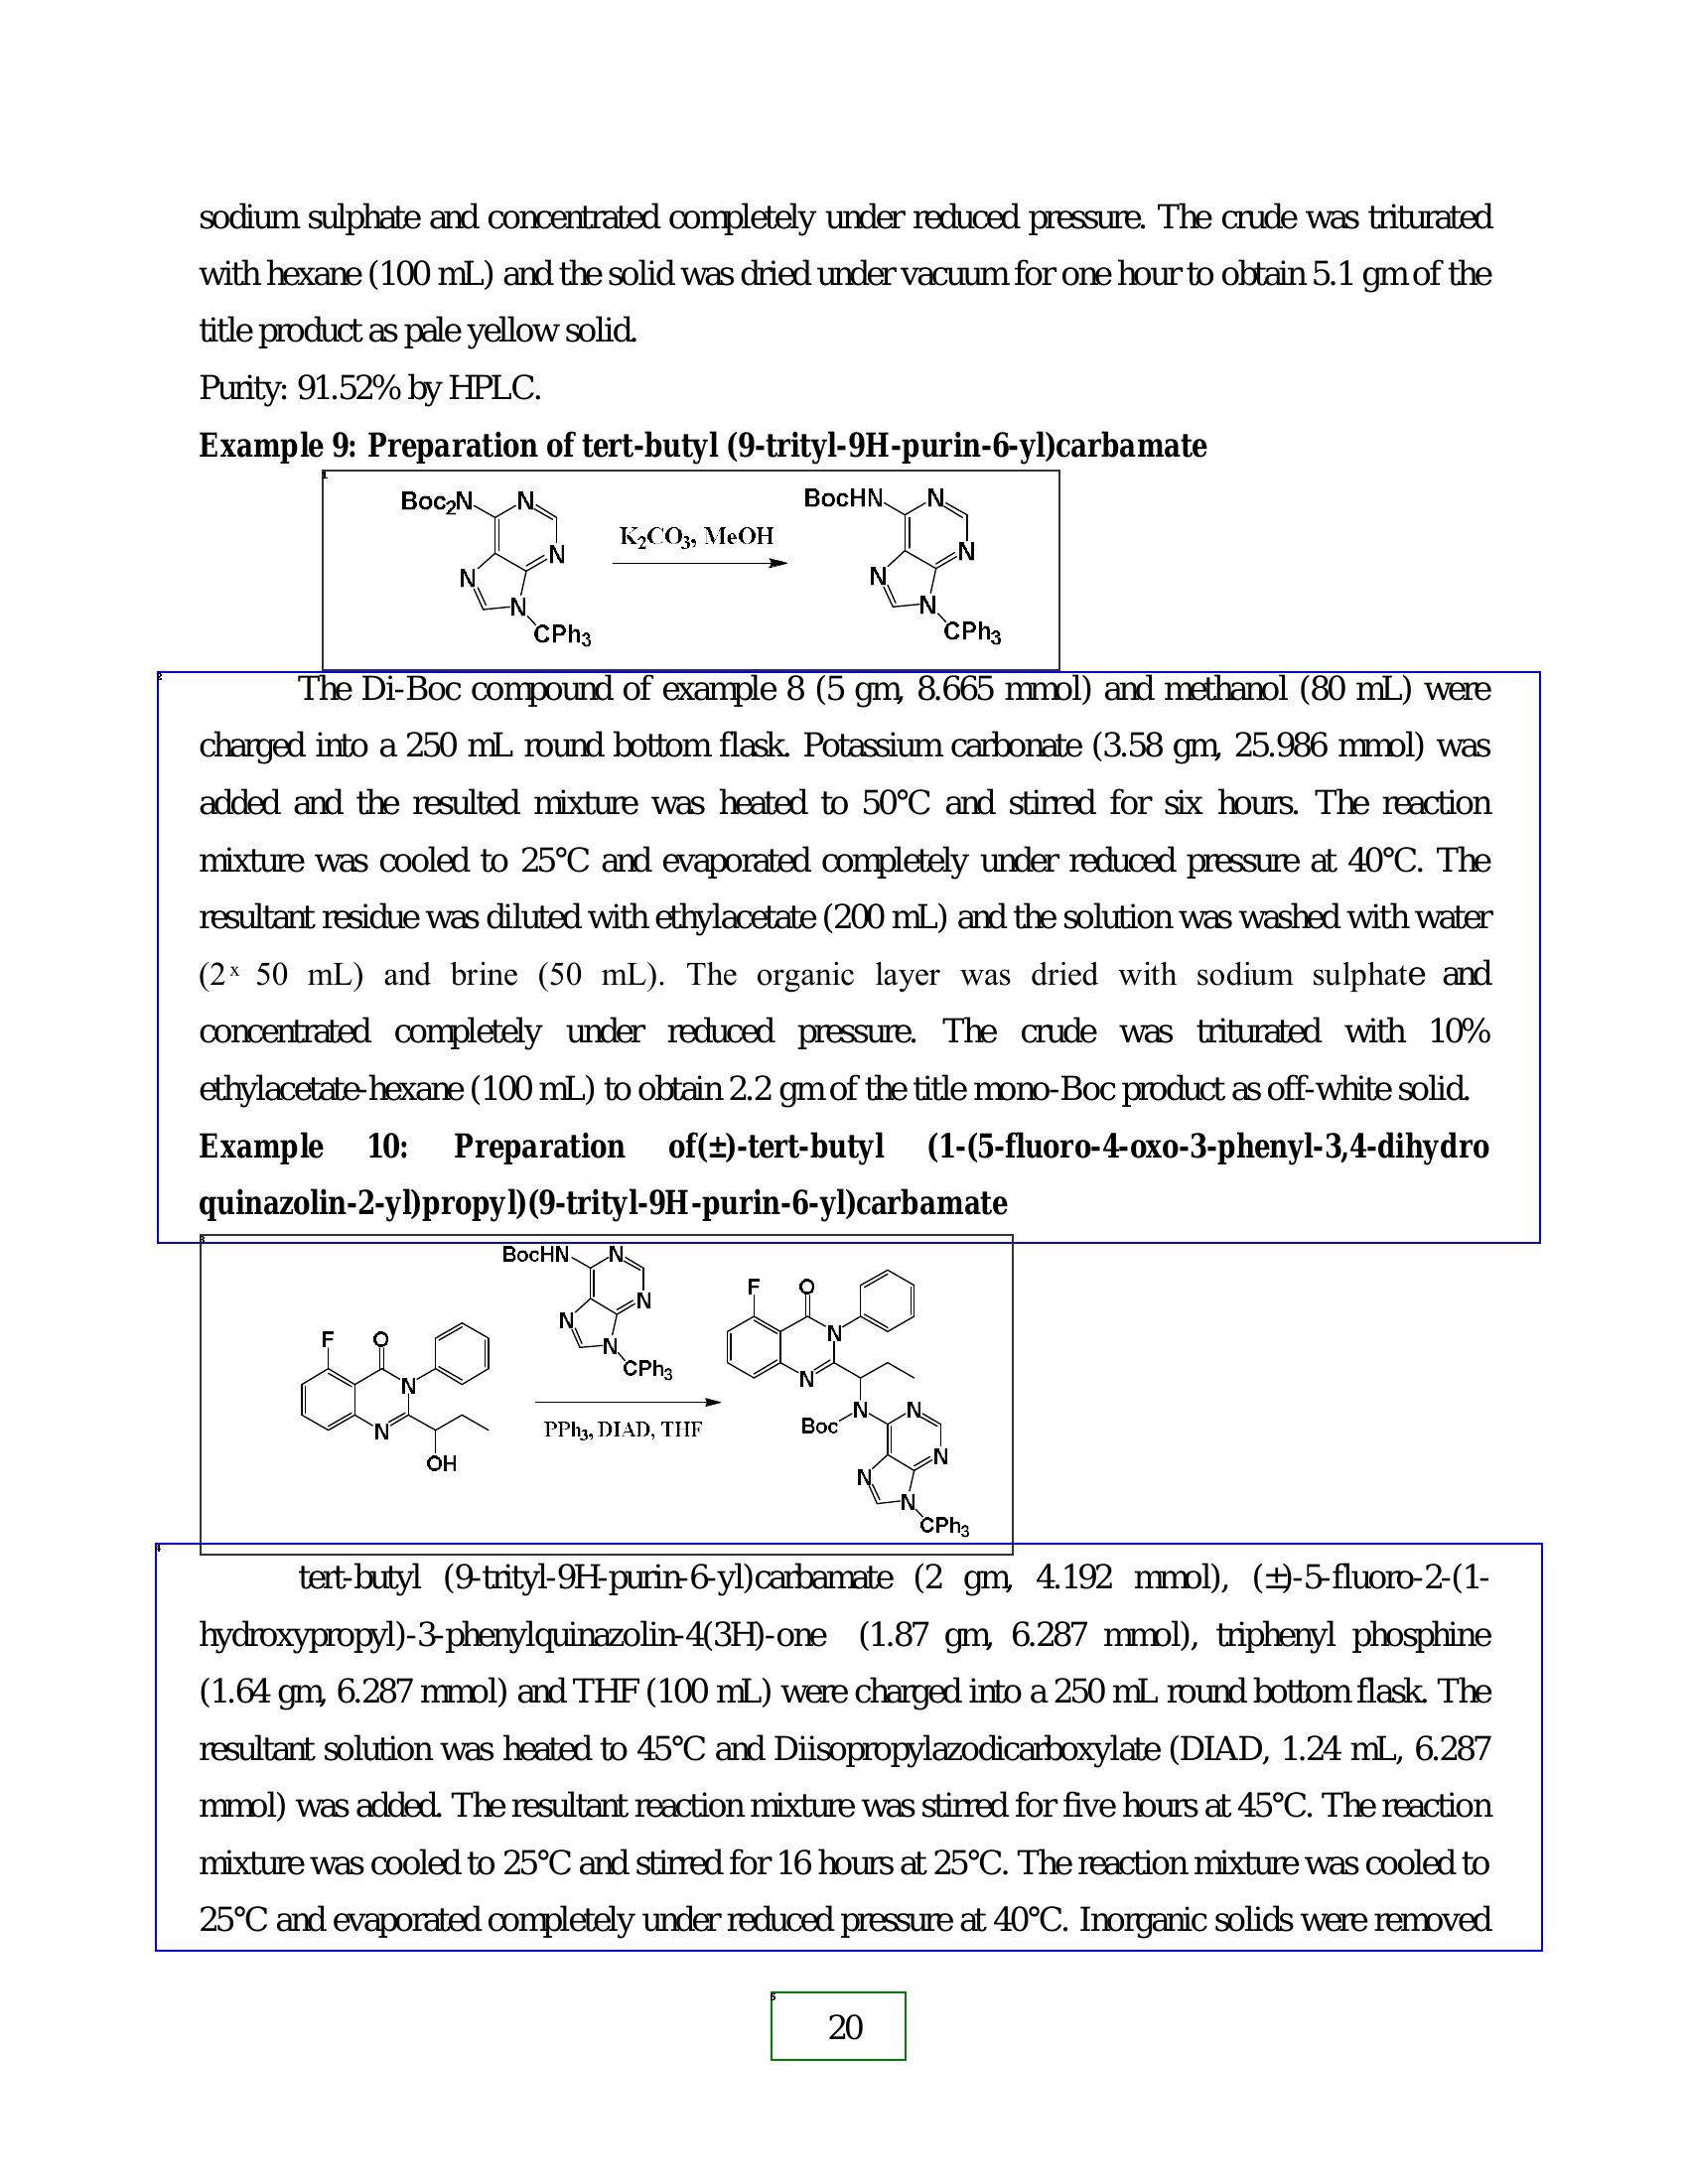 sodium sulphate and concentrated completely under reduced pressure. The crude was triturated
with hexane (100 mL) and the solid was dried under vacuum for one hour to obtain 5.1 gm of the
title product as pale yellow solid.
Purity: 91.52% by HPLC.
Example 9: Preparation of tert-butyl (9-trityl-9H-purin-6-yl)carbamate
1
Boc2N N N N N CPh3
K2CO3, MeOH
BocHN N N N N CPh3
2
The Di-Boc compound of example 8 (5 gm, 8.665 mmol) and methanol (80 mL) were
charged into a 250 mL round bottom flask. Potassium carbonate (3.58 gm, 25.986 mmol) was
added and the resulted mixture was heated to 50°C and stirred for six hours. The reaction
mixture was cooled to 25°C and evaporated completely under reduced pressure at 40°C. The
resultant residue was diluted with ethylacetate (200 mL) and the solution was washed with water
(2 x 50 mL) and brine (50 mL). The organic layer was dried with sodium sulphate and
concentrated completely under reduced pressure. The crude was triturated with 10%
ethylacetate-hexane (100 mL) to obtain 2.2 gm of the title mono-Boc product as off-white solid.
Example 10: Preparation of(±)-tert-butyl (1-(5-fluoro-4-oxo-3-phenyl-3,4-dihydro
quinazolin-2-yl)propyl)(9-trityl-9H-purin-6-yl)carbamate
3
F O N N OH
BocHN N N N N CPh3
PPh3, DIAD, THF
F O N N N Boc N N N N CPh3
4
tert-butyl (9-trityl-9H-purin-6-yl)carbamate (2 gm, 4.192 mmol), (±)-5-fluoro-2-(1-
hydroxypropyl)-3-phenylquinazolin-4(3H)-one (1.87 gm, 6.287 mmol), triphenyl phosphine
(1.64 gm, 6.287 mmol) and THF (100 mL) were charged into a 250 mL round bottom flask. The
resultant solution was heated to 45°C and Diisopropylazodicarboxylate (DIAD, 1.24 mL, 6.287
mmol) was added. The resultant reaction mixture was stirred for five hours at 45°C. The reaction
mixture was cooled to 25°C and stirred for 16 hours at 25°C. The reaction mixture was cooled to
25°C and evaporated completely under reduced pressure at 40°C. Inorganic solids were removed
5
20